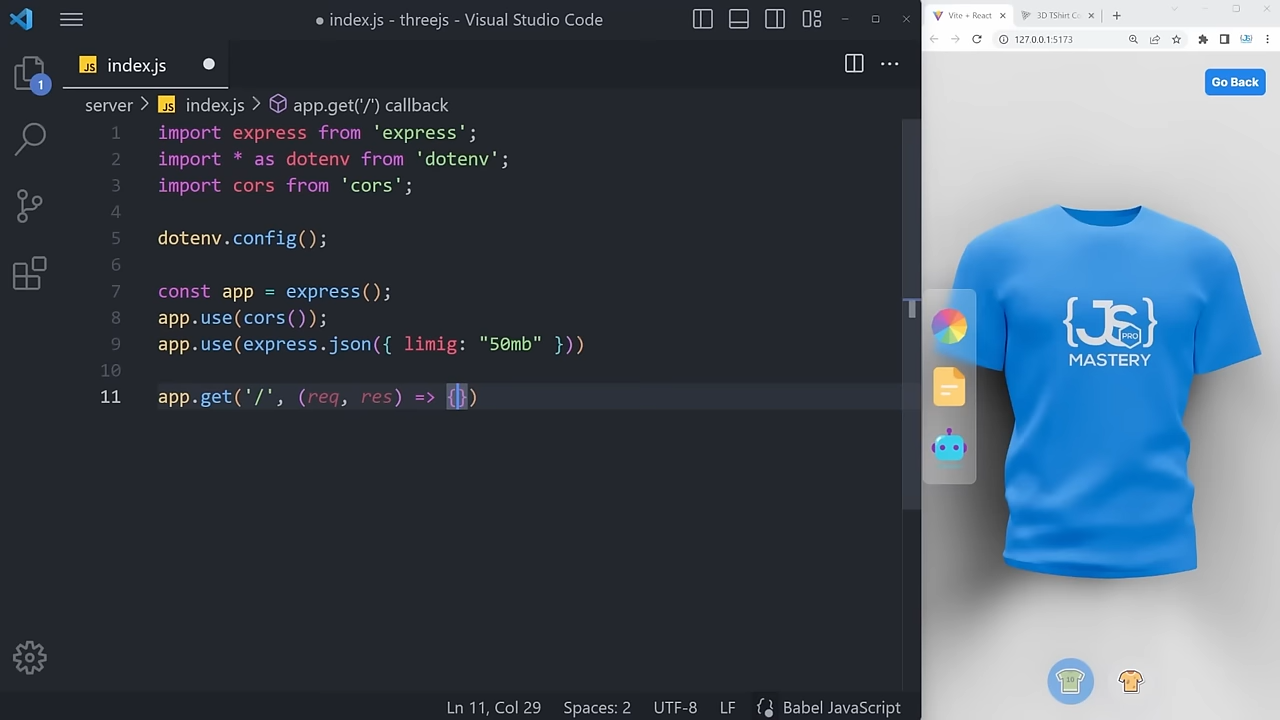 index.js - threejs - Visual Studio Code
index.js
1
server > index.js > app.get('/') callback
1 import express from 'express';
2 import * as dotenv from 'dotenv';
3 import cors from 'cors';
4
5 dotenv.config();
6
7 const app = express();
8 app.use(cors());
9 app.use(express.json({ limig: "50mb" }))
10
11 app.get('/', (req, res) => {})
Ln 11, Col 29 Spaces: 2 UTF-8 LF Babel JavaScript
Vite + React
127.0.0.1:5173
Go Back
{JS}
PRO
MASTERY
10